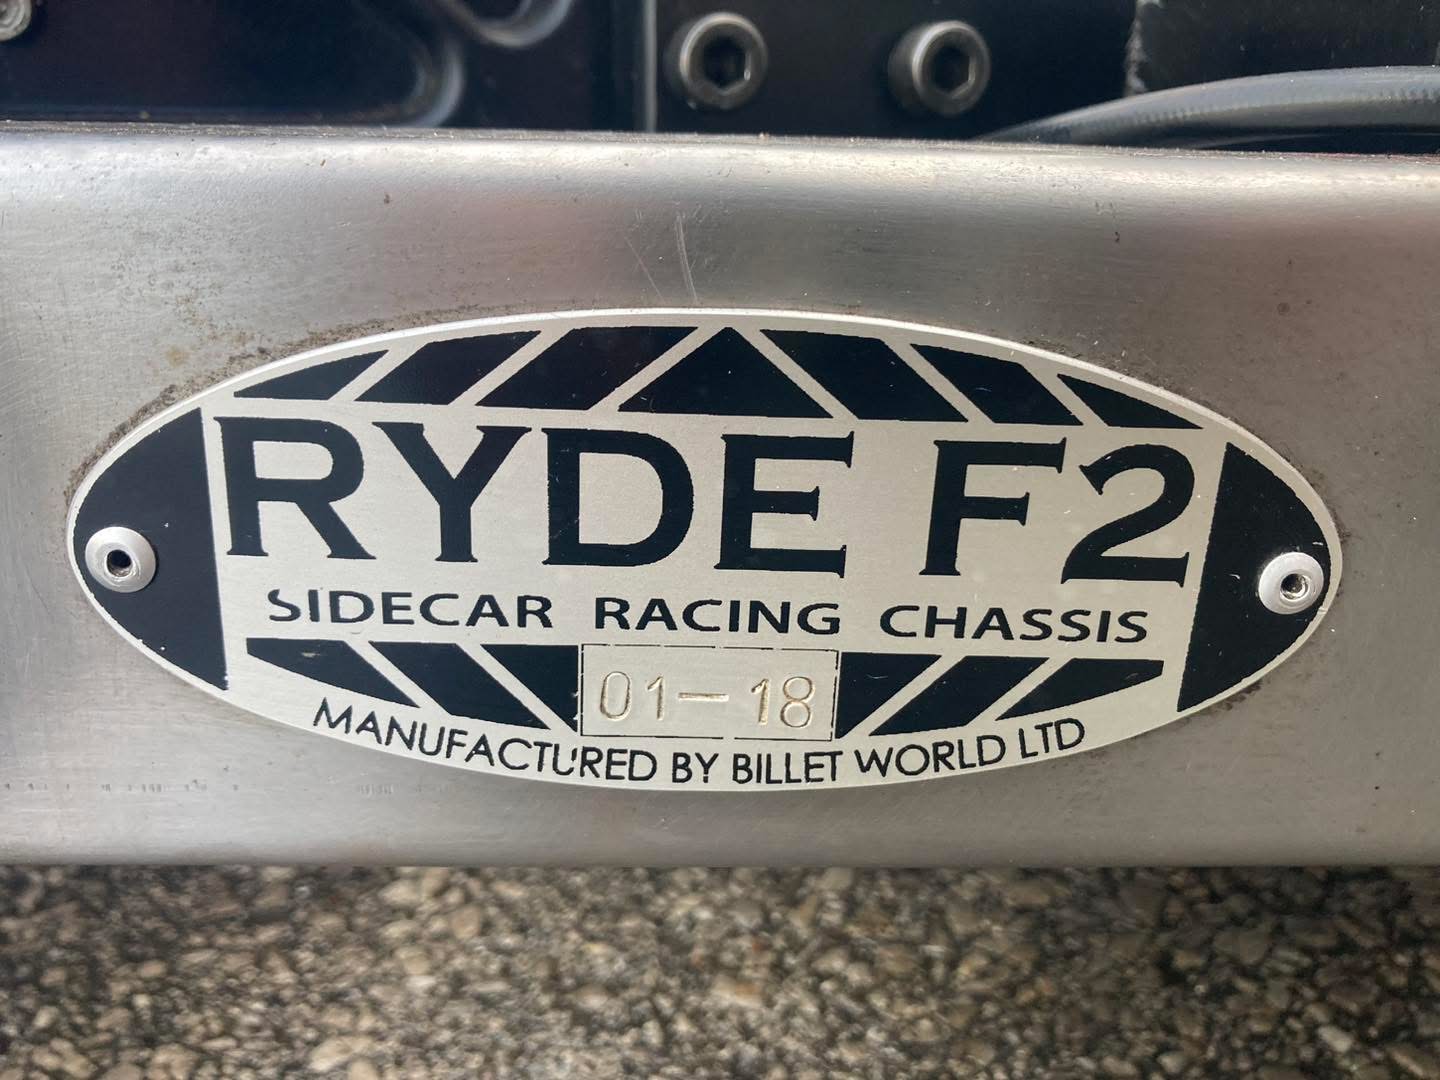 RYDE F2
SIDECAR RACING CHASSIS
01-18
MANUFACTURED BY BILLET WORLD LTD